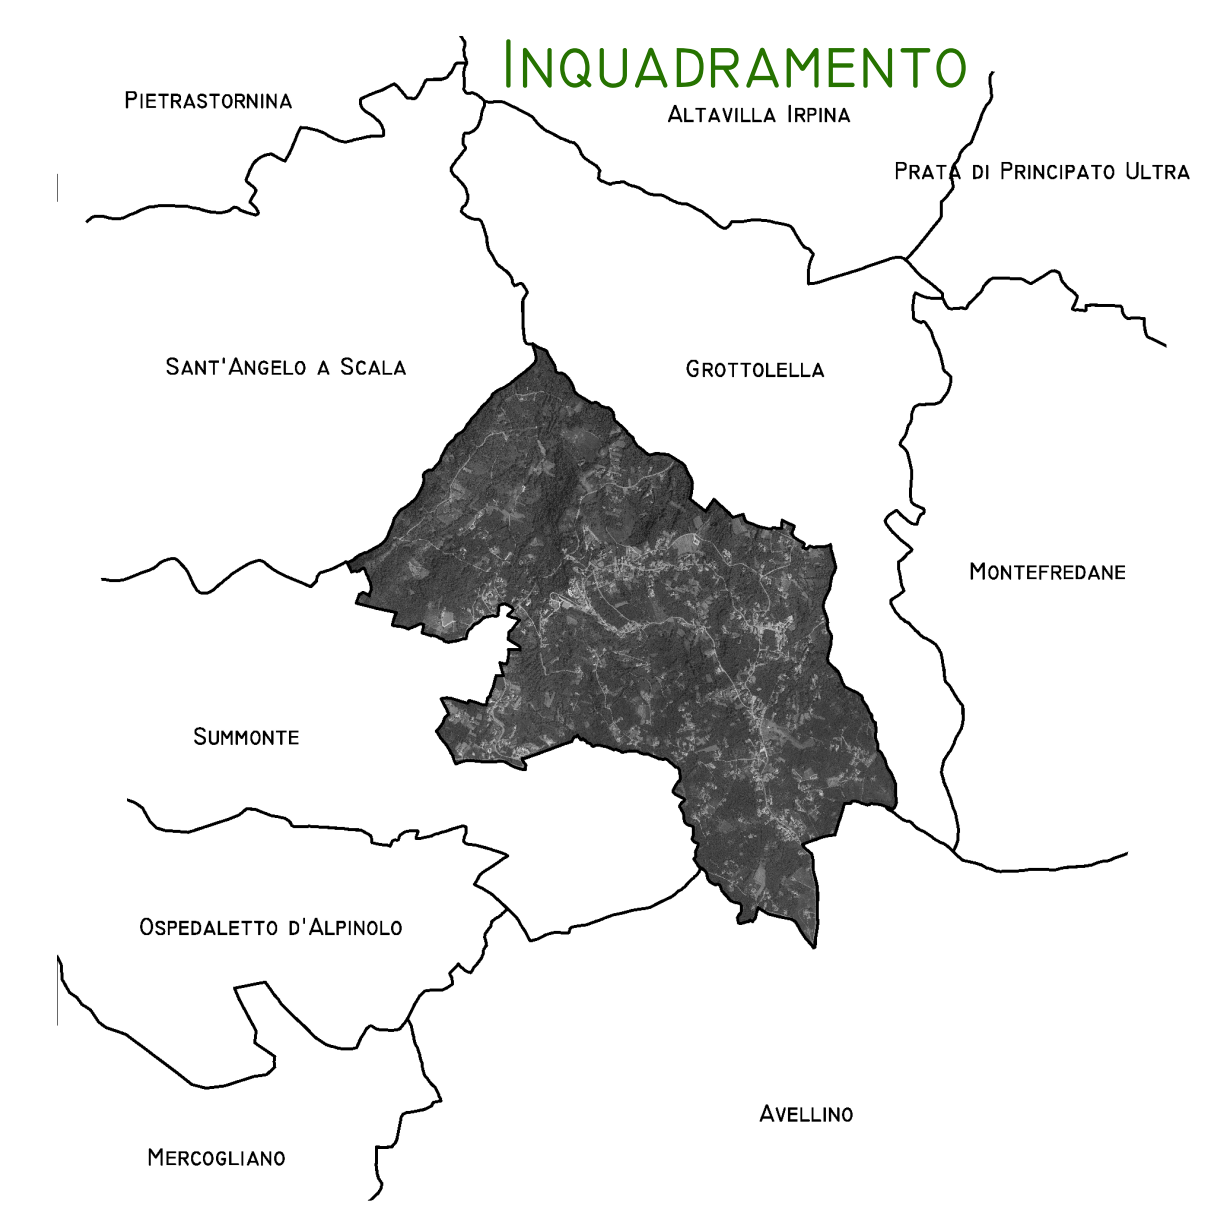 INQUADRAMENTO
PIETRASTORNINA
ALTAVILLA IRPINA
PRATA DI PRINCIPATO ULTRA
SANT'ANGELO A SCALA
GROTTOLELLA
MONTEFREDANE
SUMMONTE
OSPEDALETTO D'ALPINOLO
AVELLINO
MERCOGLIANO